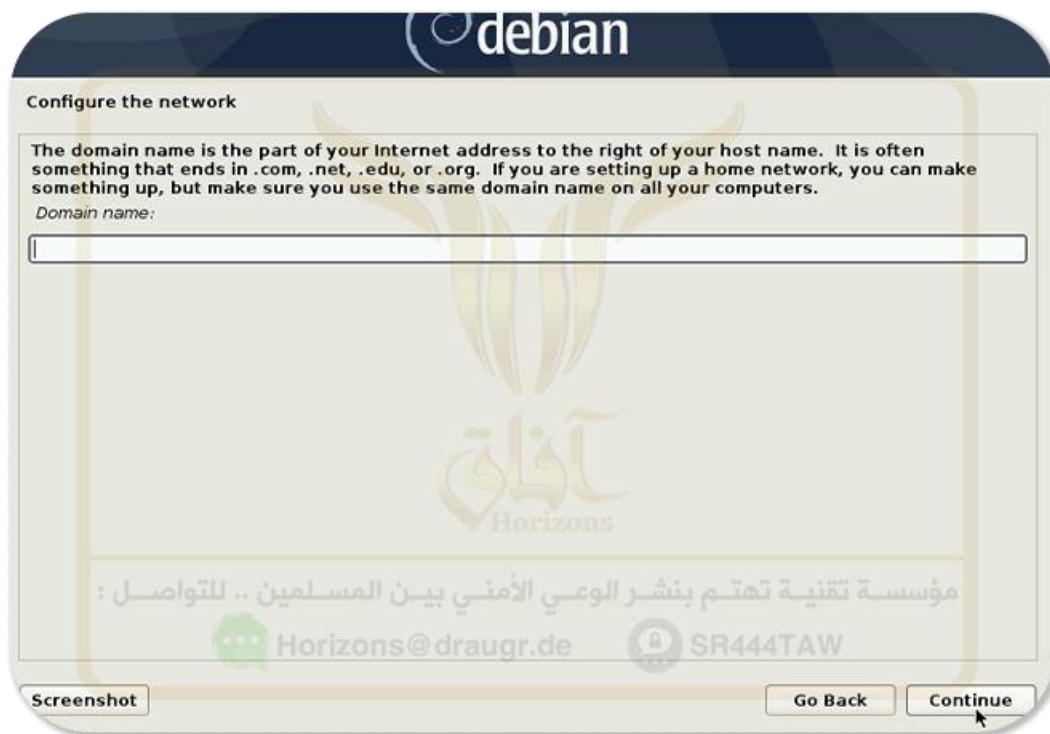 debian
Configure the network
The domain name is the part of your Internet address to the right of your host name. It is often
something that ends in .com, .net, .edu, or .org. If you are setting up a home network, you can make
something up, but make sure you use the same domain name on all your computers.
Domain name:
آفاق
Horizons
مؤسسة تقنية تهتم بنشر الوعي الأمني بين المسلمين .. للتواصل :
Horizons@draugr.de SR444TAW
Screenshot Go Back Continue